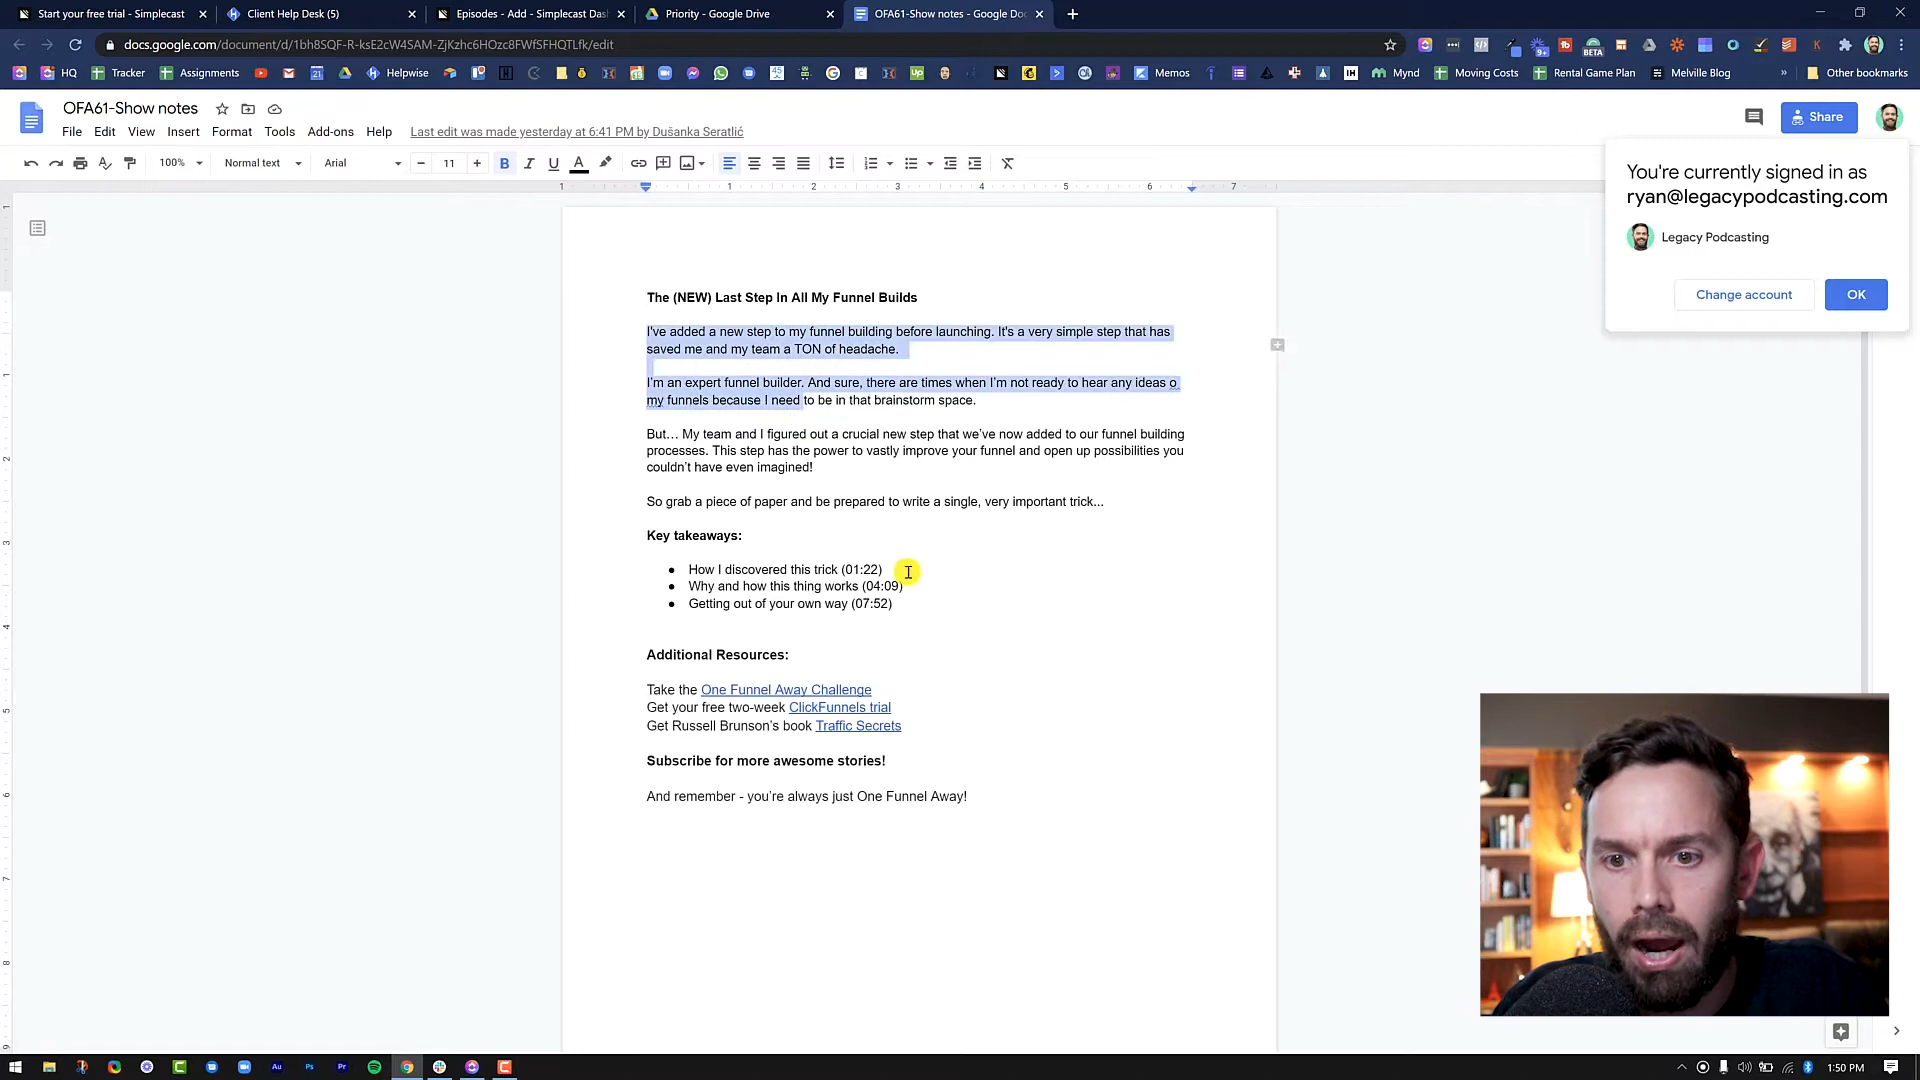 Start your free trial - Simplecast
Client Help Desk (5)
Episodes - Add - Simplecast Das
Priority - Google Drive
OFA61-Show notes - Google Doc
docs.google.com/document/d/1bh8SQF-R-ksE2cW4SAM-ZjKzhc6HOzc8FWfSFHQTLfk/edit
HQ
Tracker
Assignments
Helpwise
Memos
Mynd
Moving Costs
Rental Game Plan
Melville Blog
Other bookmarks
OFA61-Show notes
Share
File Edit View Insert Format Tools Add-ons Help Last edit was made yesterday at 6:41 PM by Dušanka Seratlić
100% Normal text Arial 11
1 1 2 3 4 5 6 7
You're currently signed in as
ryan@legacypodcasting.com
Legacy Podcasting
Change account OK
The (NEW) Last Step In All My Funnel Builds
I've added a new step to my funnel building before launching. It's a very simple step that has
saved me and my team a TON of headache.
I'm an expert funnel builder. And sure, there are times when I'm not ready to hear any ideas o
my funnels because I need to be in that brainstorm space.
But… My team and I figured out a crucial new step that we've now added to our funnel building
processes. This step has the power to vastly improve your funnel and open up possibilities you
couldn't have even imagined!
So grab a piece of paper and be prepared to write a single, very important trick...
Key takeaways:
● How I discovered this trick (01:22)
● Why and how this thing works (04:09)
● Getting out of your own way (07:52)
Additional Resources:
Take the One Funnel Away Challenge
Get your free two-week ClickFunnels trial
Get Russell Brunson's book Traffic Secrets
Subscribe for more awesome stories!
And remember - you're always just One Funnel Away!
1:50 PM